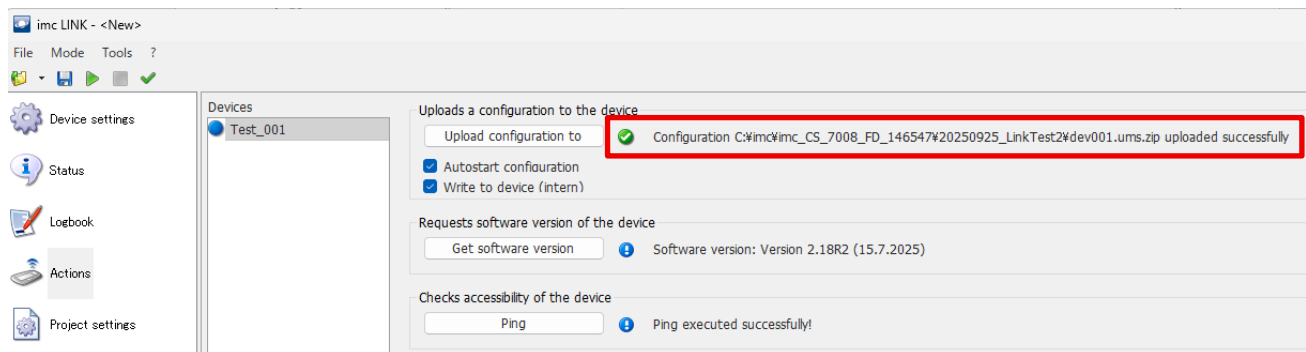 imc LINK - <New>
File Mode Tools ?
Device settings
Status
Logbook
Actions
Project settings
Devices
Test_001
Uploads a configuration to the device
Upload configuration to
Configuration C:¥imc¥imc_CS_7008_FD_146547¥20250925_LinkTest2¥dev001.ums.zip uploaded successfully
Autostart configuration
Write to device (intern)
Requests software version of the device
Get software version
Software version: Version 2.18R2 (15.7.2025)
Checks accessibility of the device
Ping
Ping executed successfully!